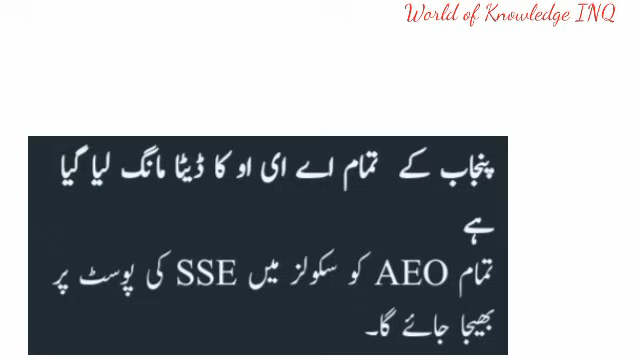 World of Knowledge INQ
پنجاب کے تمام اے ای او کا ڈیٹا مانگ لیا گیا
ہے
تمام AEO کو سکولز میں SSE کی پوسٹ پر
بھیجا جائے گا۔